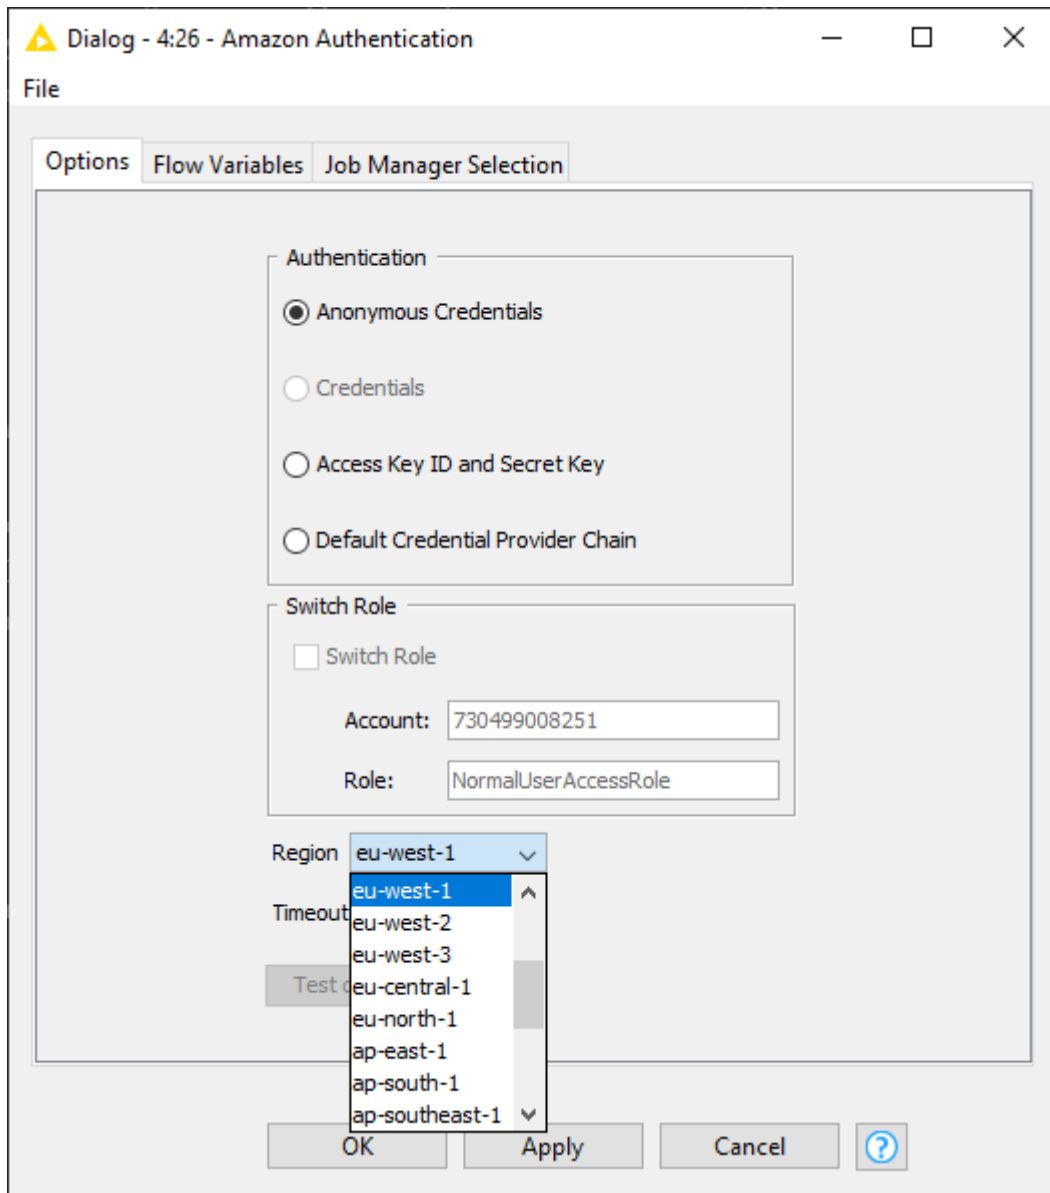 Dialog - 4:26 - Amazon Authentication
File
Options Flow Variables Job Manager Selection
Authentication
Anonymous Credentials
Credentials
Access Key ID and Secret Key
Default Credential Provider Chain
Switch Role
Switch Role
Account: 730499008251
Role: NormalUserAccessRole
Region eu-west-1
eu-west-1
Timeout
eu-west-2
eu-west-3
eu-central-1
Test
eu-north-1
ap-east-1
ap-south-1
ap-southeast-1
OK Apply Cancel ?